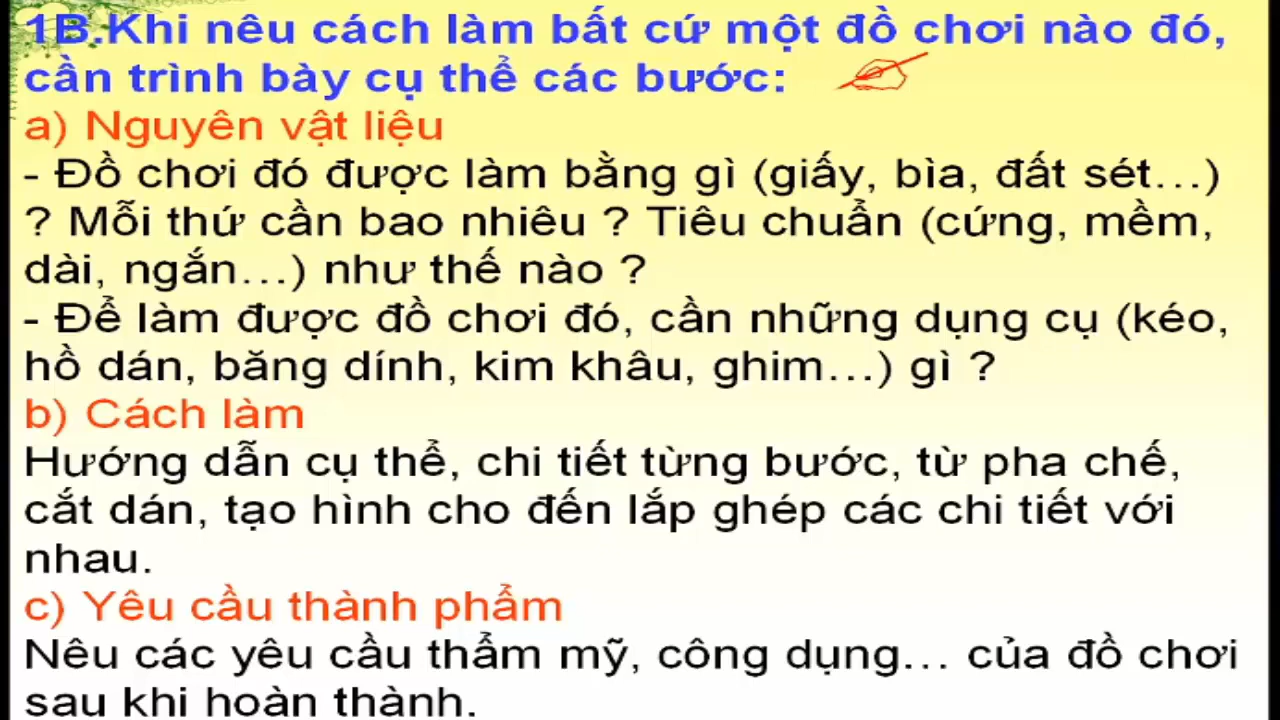 1B.Khi nêu cách làm bất cứ một đồ chơi nào đó,
cần trình bày cụ thể các bước:
a) Nguyên vật liệu
- Đồ chơi đó được làm bằng gì (giấy, bìa, đất sét...)
? Mỗi thứ cần bao nhiêu ? Tiêu chuẩn (cứng, mềm,
dài, ngắn...) như thế nào ?
- Để làm được đồ chơi đó, cần những dụng cụ (kéo,
hồ dán, băng dính, kim khâu, ghim...) gì ?
b) Cách làm
Hướng dẫn cụ thể, chi tiết từng bước, từ pha chế,
cắt dán, tạo hình cho đến lắp ghép các chi tiết với
nhau.
c) Yêu cầu thành phẩm
Nêu các yêu cầu thẩm mỹ, công dụng... của đồ chơi
sau khi hoàn thành.